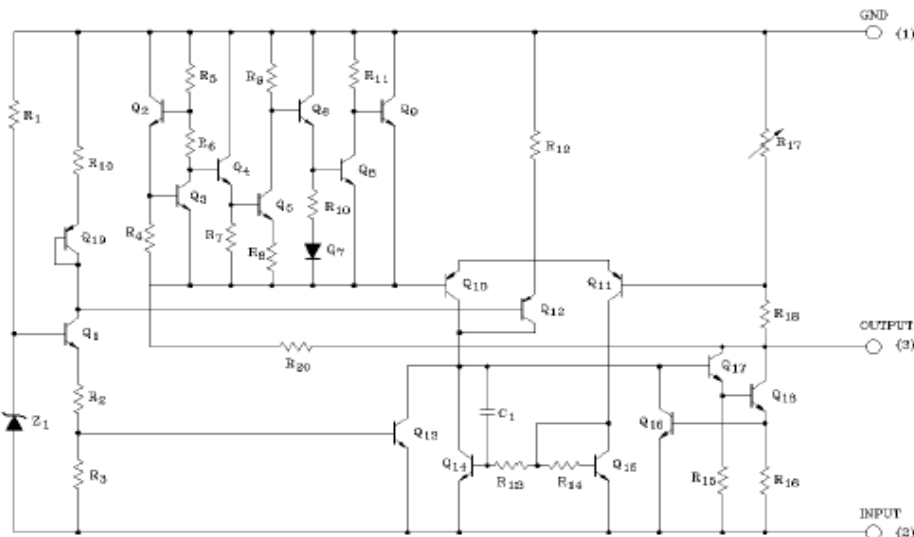 GND
(1)
R5
R9
R11
Q2
Q6
Q9
R1
R6
R12
R17
R10
Q4
Q8
Q3
Q5
R10
R4
Q19
R7
R8
Q7
Q10
Q11
Q12
R18
Q1
OUTPUT
(3)
R20
Q17
R2
Q18
C1
Z1
Q13
Q16
Q14
Q15
R3
R13
R14
R15
R16
INPUT
(2)